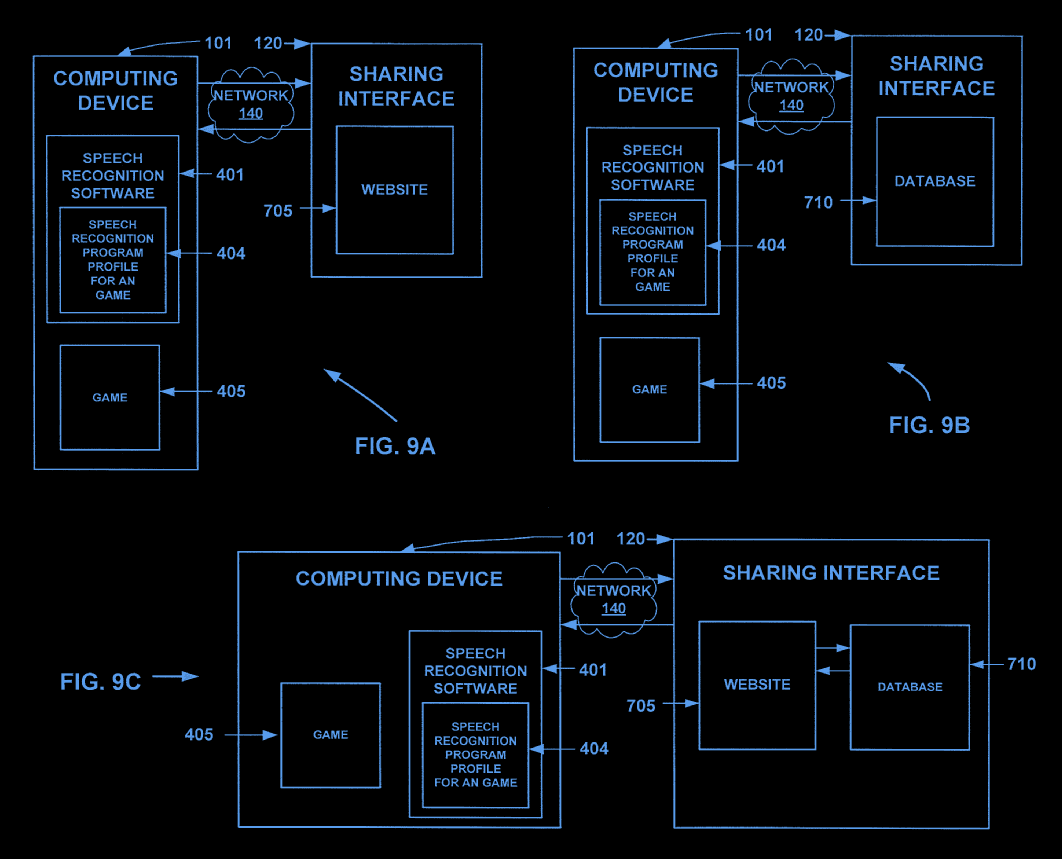 101 120
COMPUTING
DEVICE
NETWORK
140
SHARING
INTERFACE
SPEECH
RECOGNITION
SOFTWARE
401
WEBSITE
705
SPEECH
RECOGNITION
PROGRAM
PROFILE
FOR AN
GAME
404
GAME
405
FIG. 9A
101 120
COMPUTING
DEVICE
NETWORK
140
SHARING
INTERFACE
SPEECH
RECOGNITION
SOFTWARE
401
DATABASE
710
SPEECH
RECOGNITION
PROGRAM
PROFILE
FOR AN
GAME
404
GAME
405
FIG. 9B
101 120
COMPUTING DEVICE
NETWORK
140
SHARING INTERFACE
SPEECH
RECOGNITION
SOFTWARE
401
WEBSITE
DATABASE
710
705
FIG. 9C
405
GAME
SPEECH
RECOGNITION
PROGRAM
PROFILE
FOR AN GAME
404